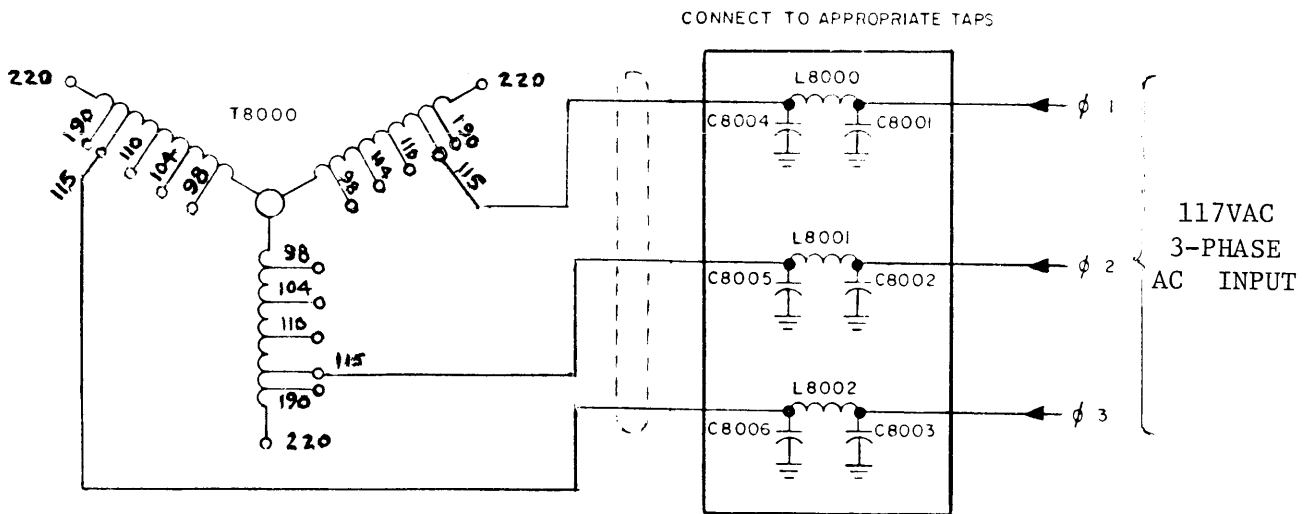 CONNECT TO APPROPRIATE TAPS
220
190
115
110
104
98
T8000
220
190
115
110
104
98
98
104
110
115
190
220
L8000
C8004
C8001
ϕ 1
L8001
C8005
C8002
ϕ 2
L8002
C8006
C8003
ϕ 3
117VAC
3-PHASE
AC INPUT